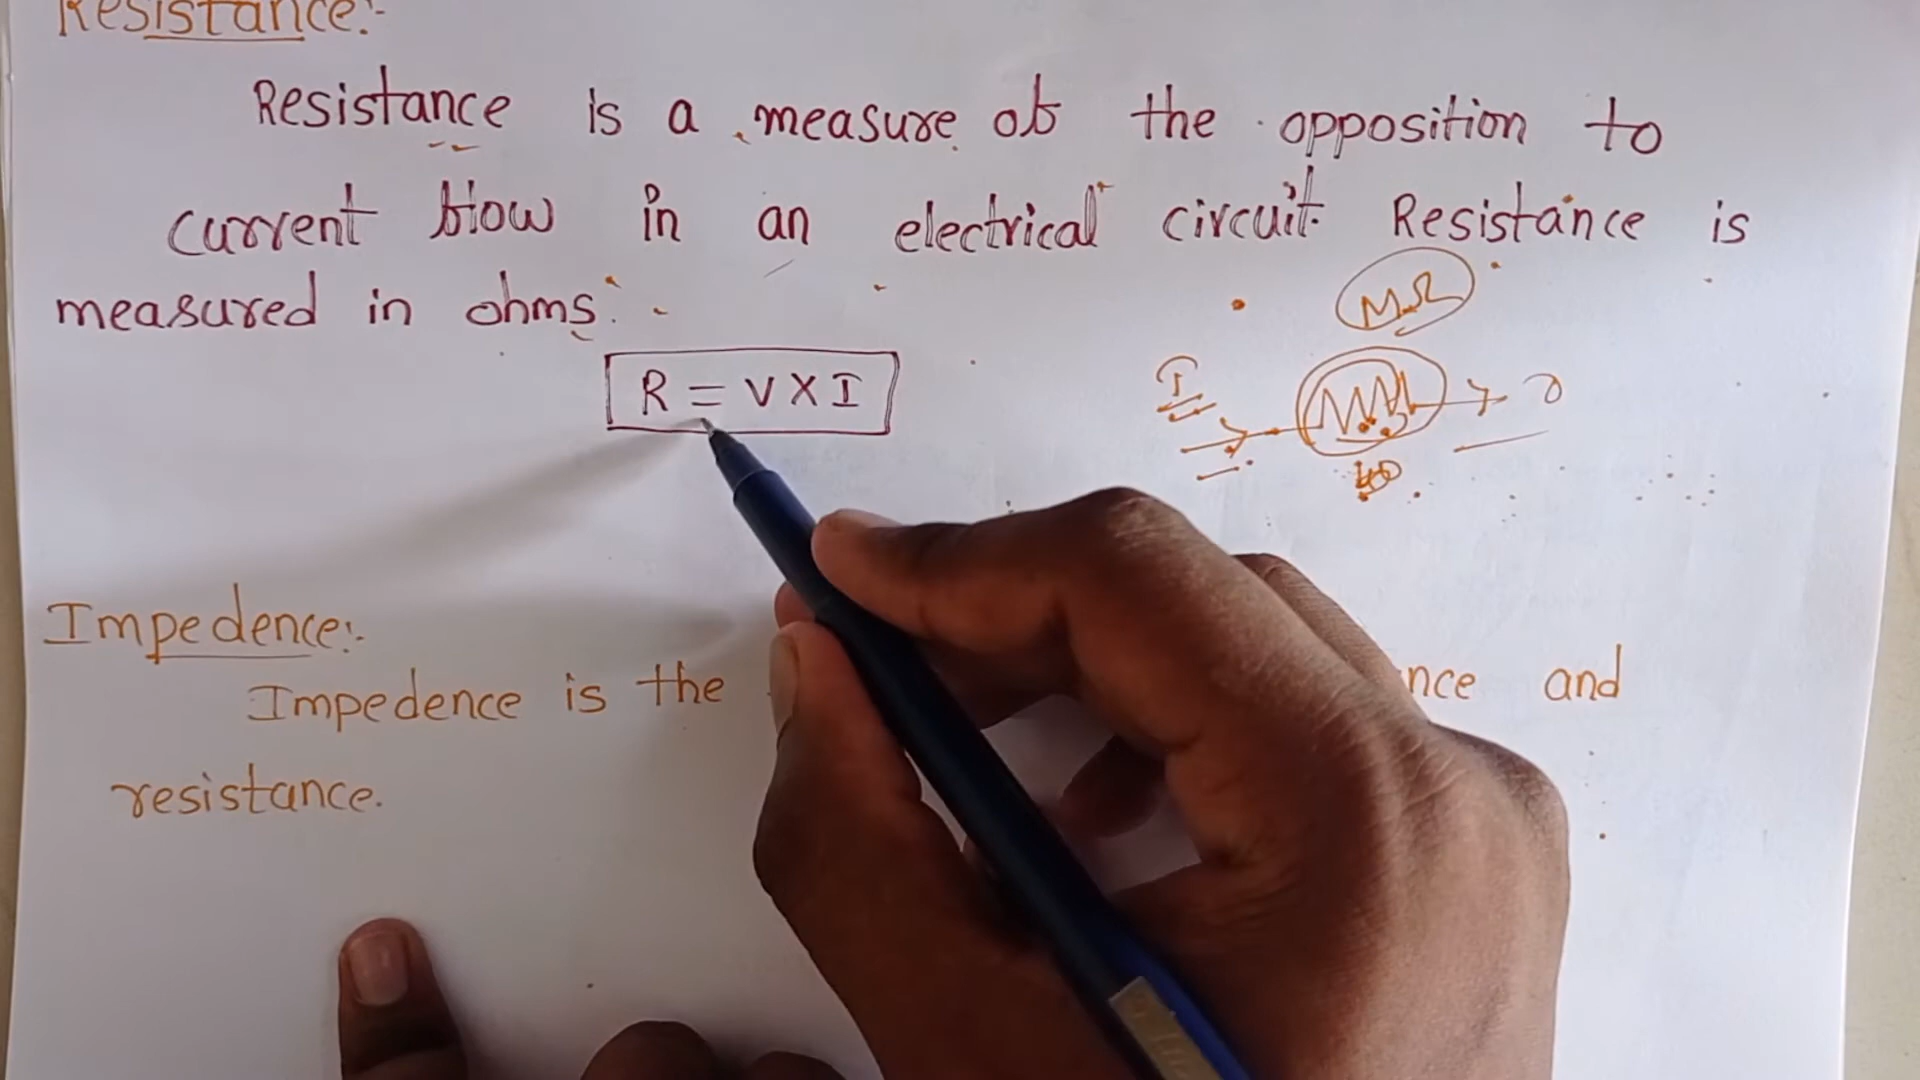 Resistance:-
Resistance is a measure of the opposition to
current flow in an electrical circuit. Resistance is
measured in ohms.
MΩ
R = V X I
I
Impedence:-
Impedence is the nce and
resistance.